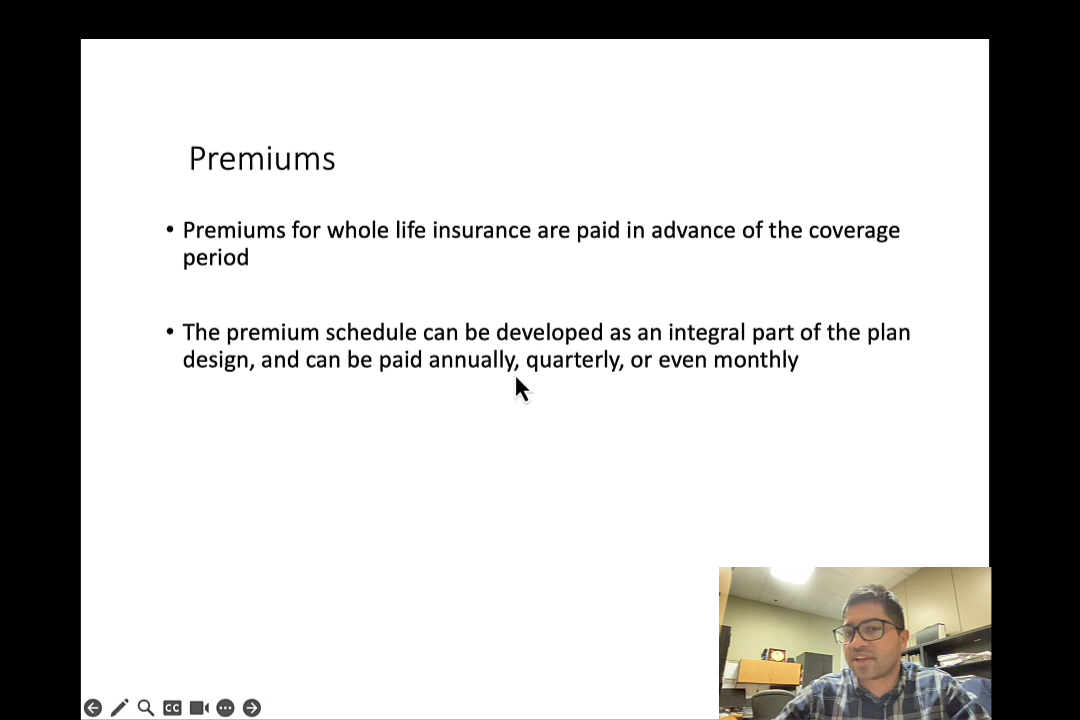 Premiums
• Premiums for whole life insurance are paid in advance of the coverage
period
• The premium schedule can be developed as an integral part of the plan
design, and can be paid annually, quarterly, or even monthly
CC